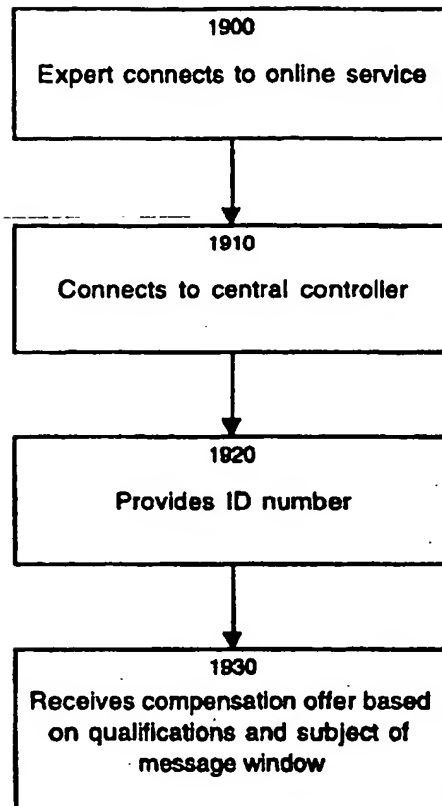 1900
Expert connects to online service
1910
Connects to central controller
1920
Provides ID number
1930
Receives compensation offer based
on qualifications and subject of
message window